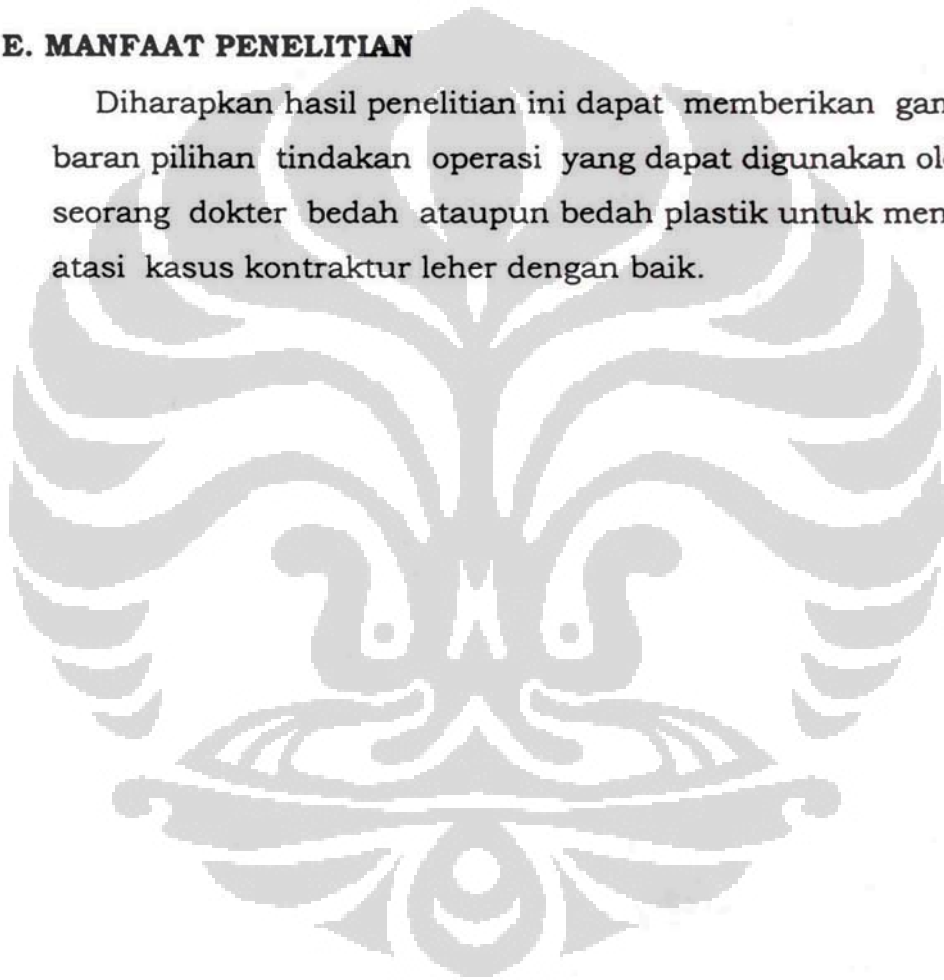 E. MANFAAT PENELITIAN
Diharapkan hasil penelitian ini dapat memberikan gam
baran pilihan tindakan operasi yang dapat digunakan
seorang dokter bedah ataupun bedah plastik untuk men
atasi kasus kontraktur leher dengan baik.